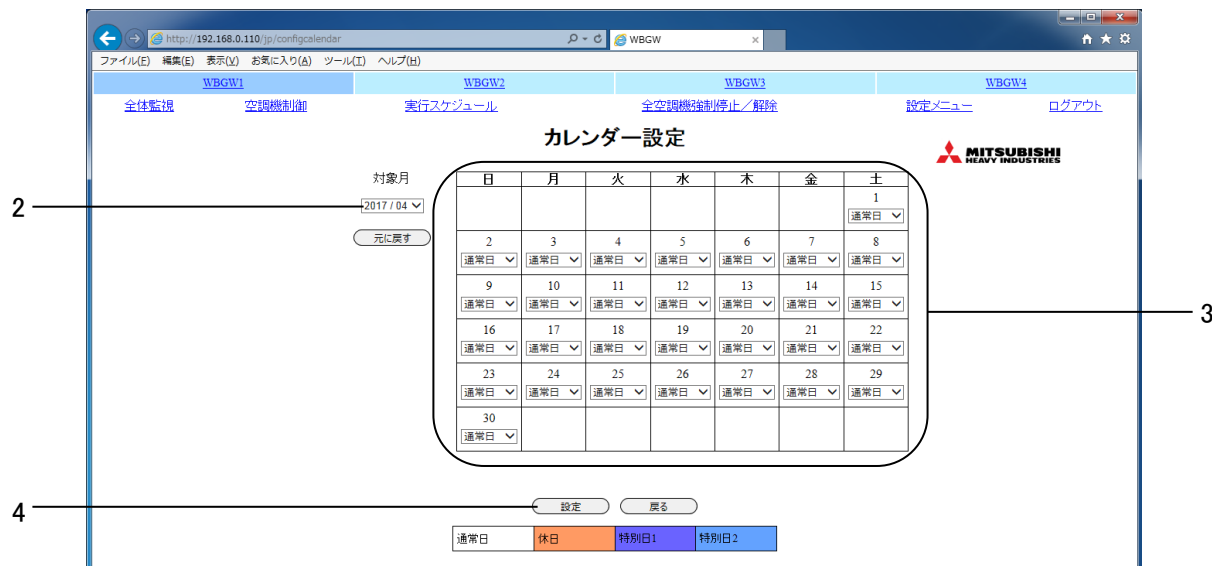 http://192.168.0.110/jp/configcalendar WBGW
ファイル(F) 編集(E) 表示(V) お気に入り(A) ツール(T) ヘルプ(H)
WBGW1 WBGW2 WBGW3 WBGW4
全体監視 空調機制御 実行スケジュール 全空調機強制停止／解除 設定メニュー ログアウト
カレンダー設定
MITSUBISHI
HEAVY INDUSTRIES
対象月
2 2017 / 04
元に戻す
日 月 火 水 木 金 土
1
通常日
2 3 4 5 6 7 8
通常日 通常日 通常日 通常日 通常日 通常日 通常日
9 10 11 12 13 14 15
通常日 通常日 通常日 通常日 通常日 通常日 通常日
3
16 17 18 19 20 21 22
通常日 通常日 通常日 通常日 通常日 通常日 通常日
23 24 25 26 27 28 29
通常日 通常日 通常日 通常日 通常日 通常日 通常日
30
通常日
4 設定 戻る
通常日 休日 特別日1 特別日2